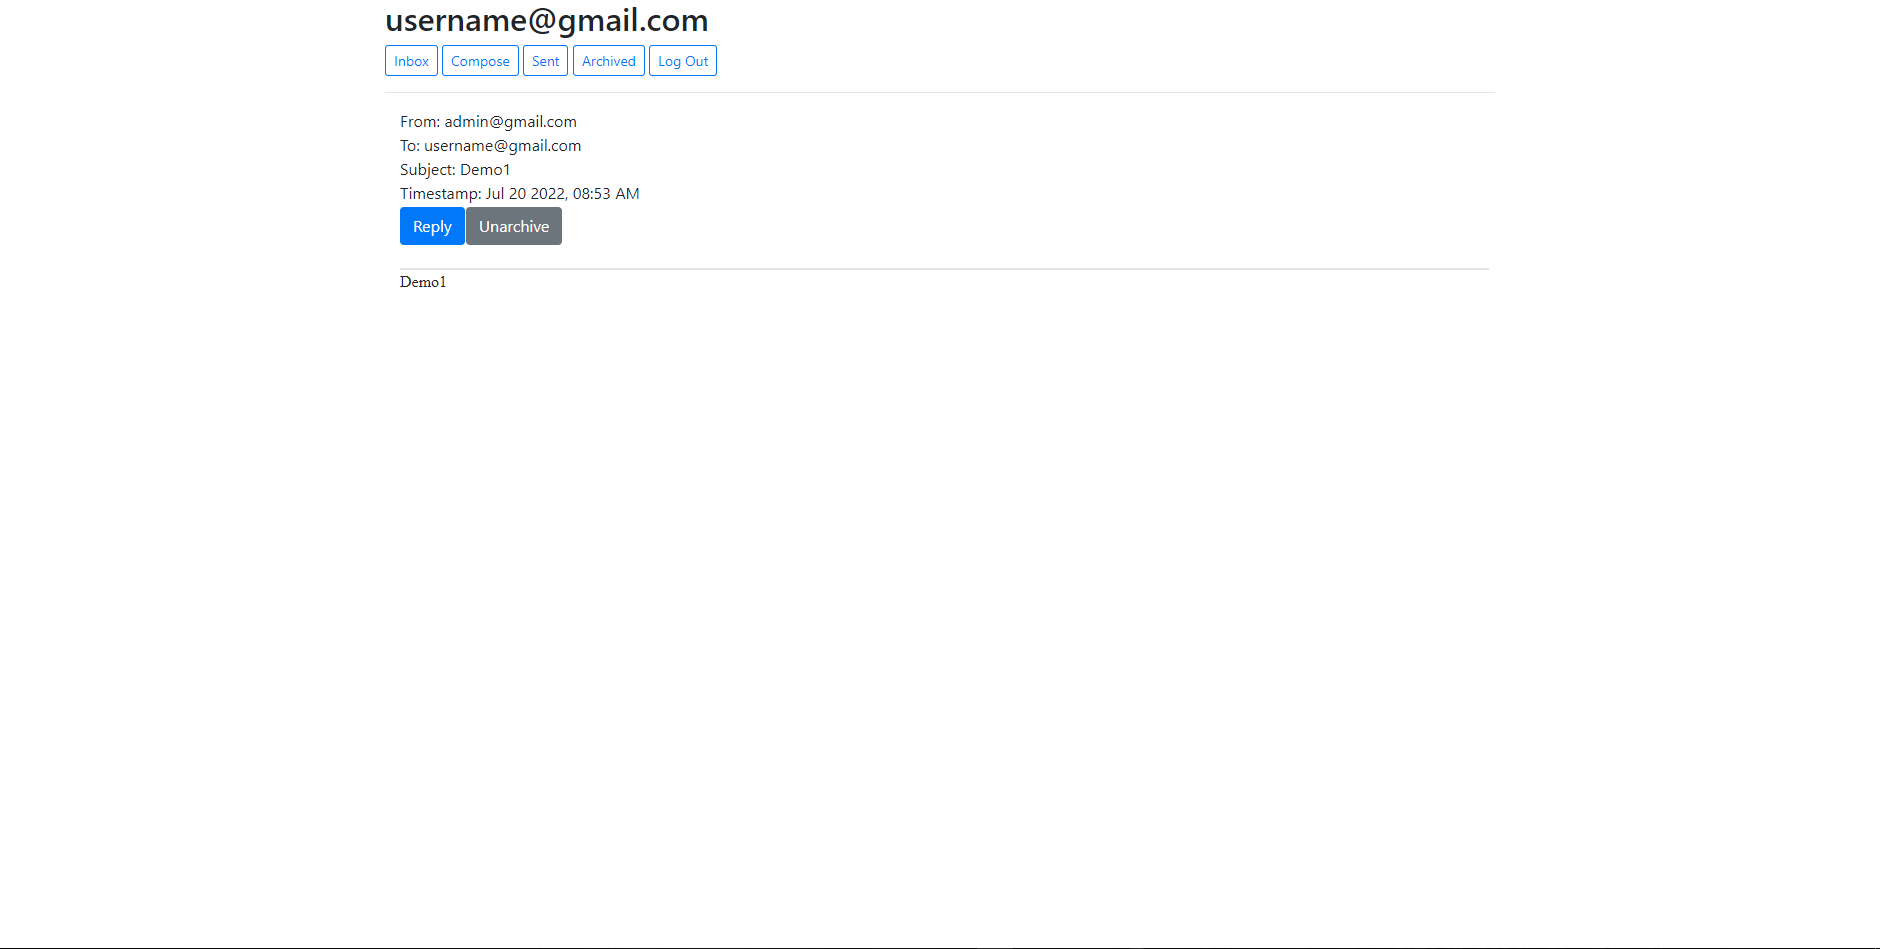 username@gmail.com
Inbox Compose Sent Archived Log Out
From: admin@gmail.com
To: username@gmail.com
Subject: Demo1
Timestamp: Jul 20 2022, 08:53 AM
Reply Unarchive
Demo1